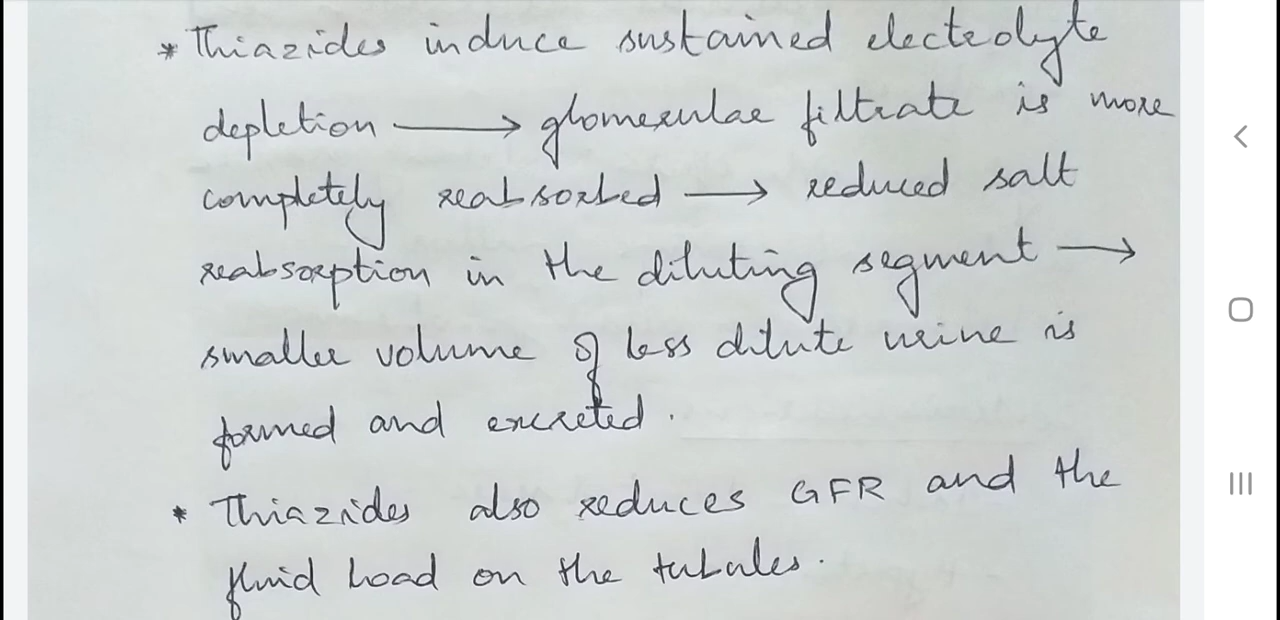 * Thiazides induce sustained electrolyte
depletion ⟶ glomerular filtrate is more
completely reabsorbed ⟶ reduced salt
reabsorption in the diluting segment ⟶
smaller volume of less dilute urine is
formed and excreted.
* Thiazides also reduces GFR and the
fluid load on the tubules.